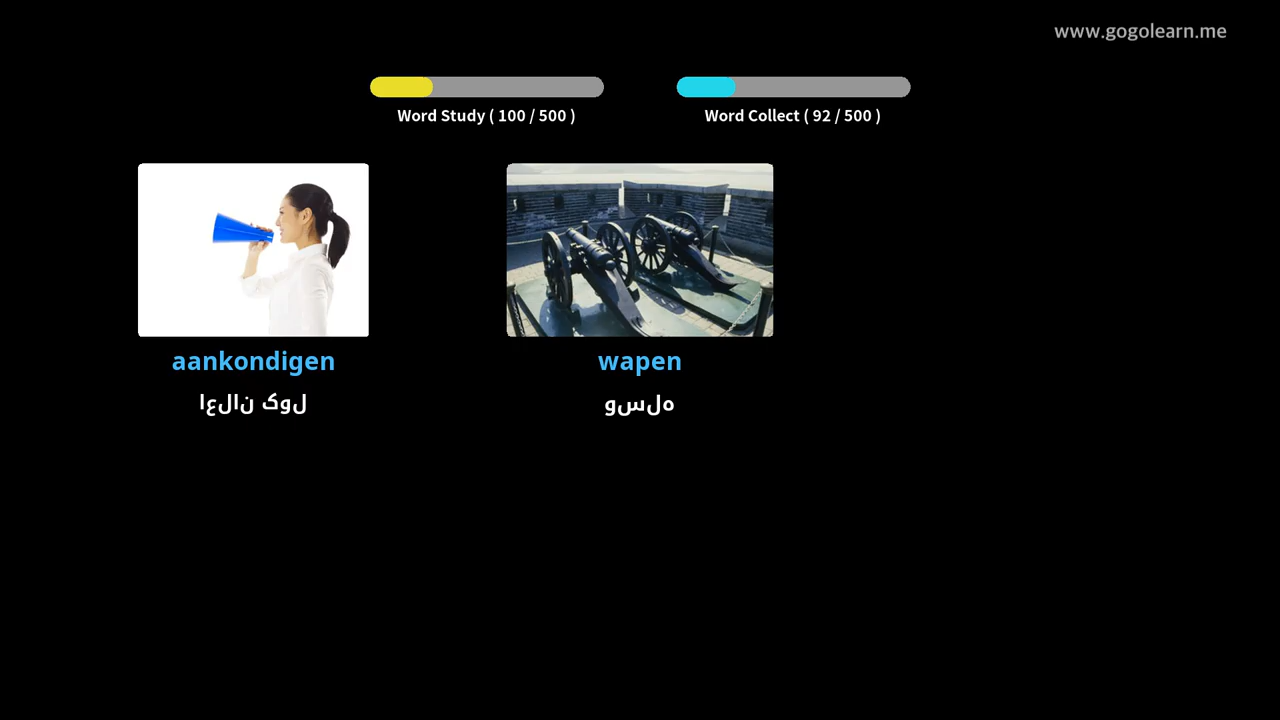 www.gogolearn.me
Word Study ( 100 / 500 )
Word Collect ( 92 / 500 )
aankondigen
اعلان کول
wapen
وسله